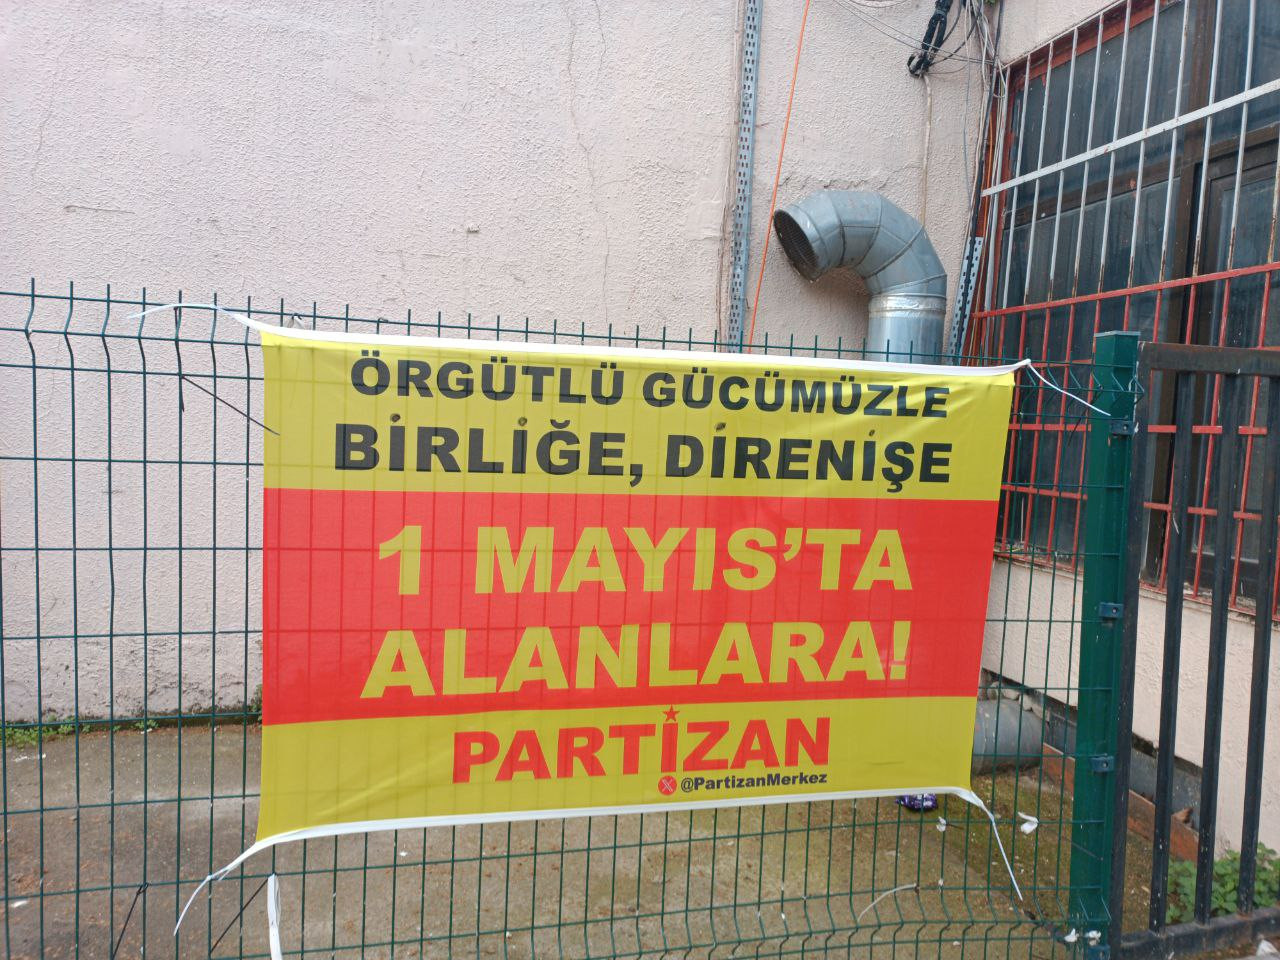 ÖRGÜTLÜ GÜCÜMÜZLE
BİRLİĞE, DİRENİŞE
1 MAYIS'TA
ALANLARA!
PARTİZAN
@PartizanMerkez